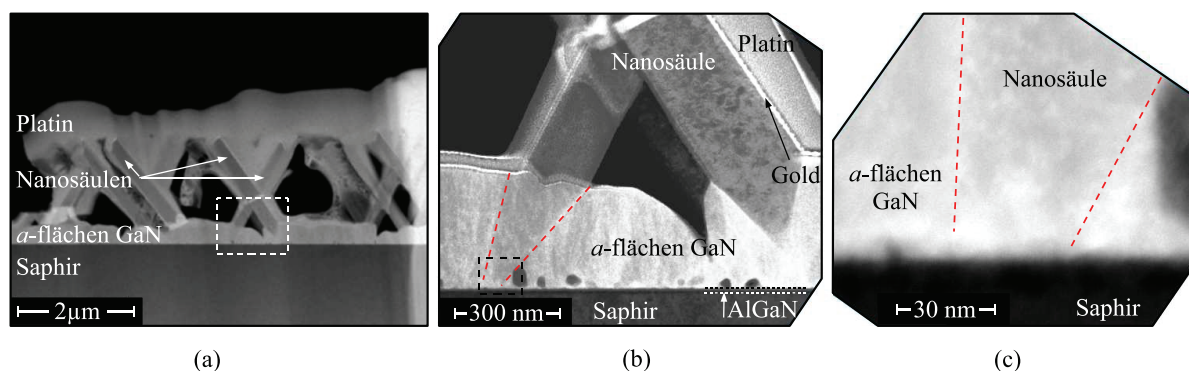 Platin
Nanosäulen
a-flächen GaN
Saphir
2µm
Nanosäule
Platin
Gold
a-flächen GaN
Saphir
AlGaN
300 nm
Nanosäule
a-flächen
GaN
30 nm
Saphir
(a)
(b)
(c)